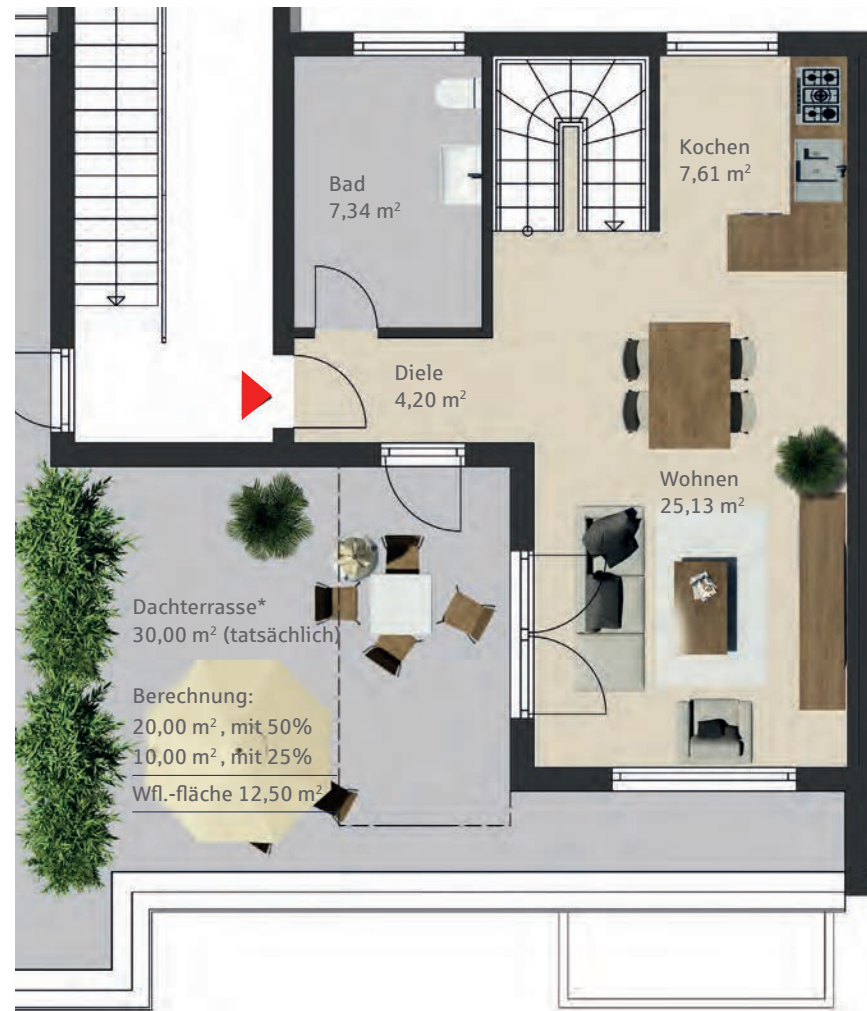 Kochen
7,61 m²
Bad
7,34 m²
Diele
4,20 m²
Wohnen
25,13 m²
Dachterrasse*
30,00 m² (tatsächlich)
Berechnung:
20,00 m² , mit 50%
10,00 m² , mit 25%
Wfl.-fläche 12,50 m²